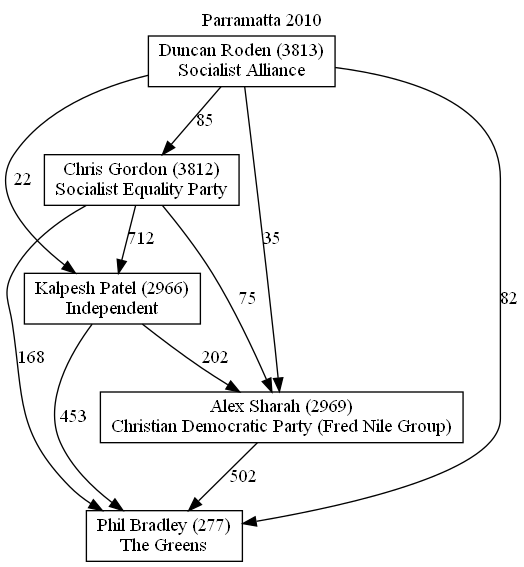 Parramatta 2010
Duncan Roden (3813)
Socialist Alliance
85
Chris Gordon (3812)
Socialist Equality Party
22
712
35
Kalpesh Patel (2966)
Independent
75
82
168
202
453
Alex Sharah (2969)
Christian Democratic Party (Fred Nile Group)
502
Phil Bradley (277)
The Greens